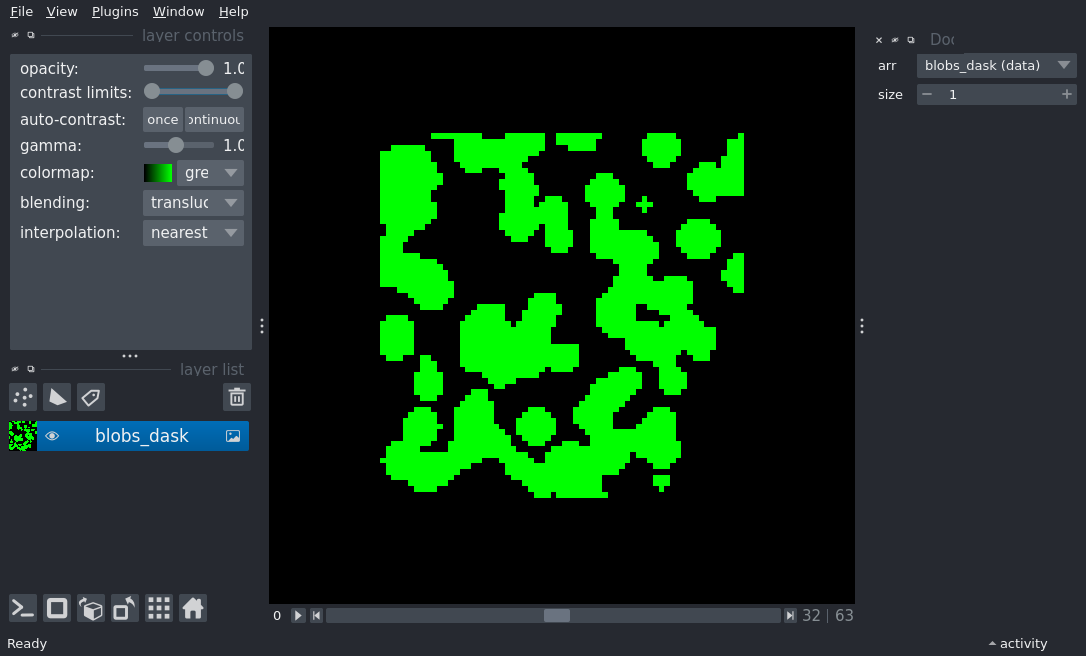 File View Plugins Window Help
layer controls
opacity: 1.0
contrast limits:
auto-contrast: once ontinuou
gamma: 1.0
colormap: gre
blending: transluc
interpolation: nearest
layer list
blobs_dask
0 32 | 63
Ready
Doc
arr blobs_dask (data)
size 1
activity